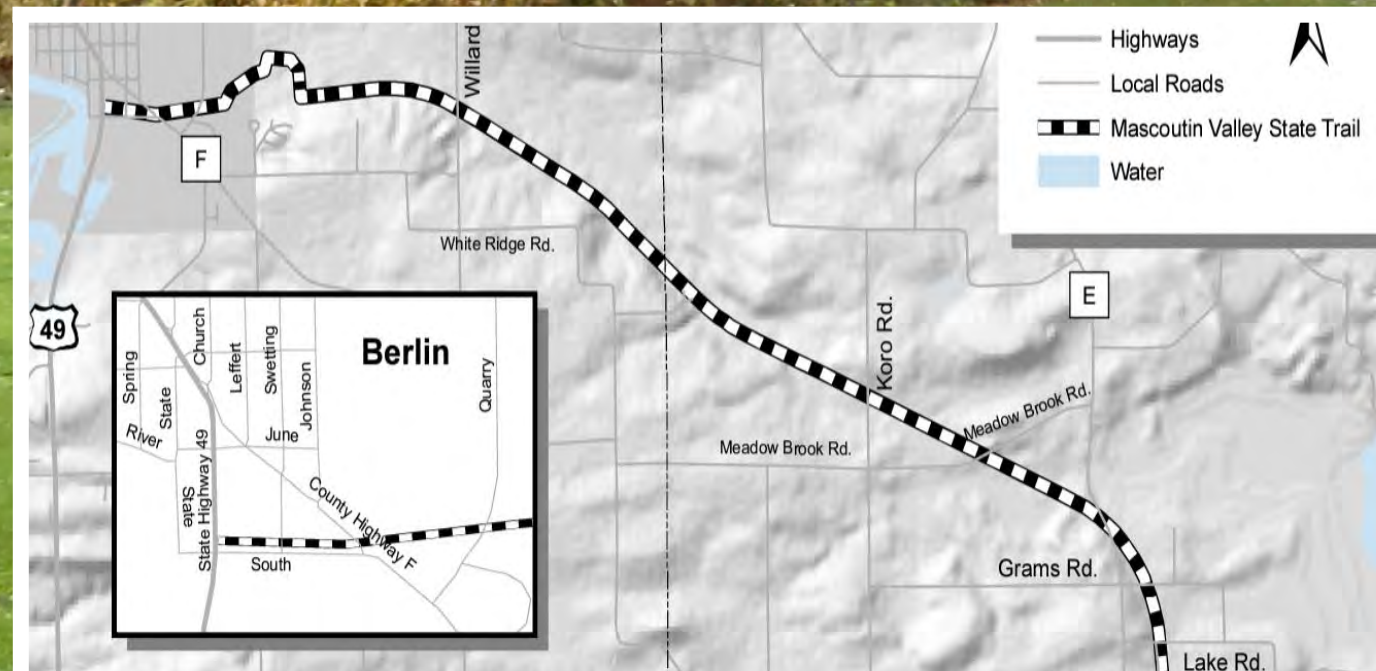 Highways
Local Roads
Mascoutin Valley State Trail
Water
Willard
F
White Ridge Rd.
49
E
Koro Rd.
Meadow Brook Rd.
Meadow Brook Rd.
Grams Rd.
Lake Rd.
Berlin
Spring
State
Church
Leffert
Swetting
Johnson
Quarry
River
June
State
State Highway 49
County Highway F
South